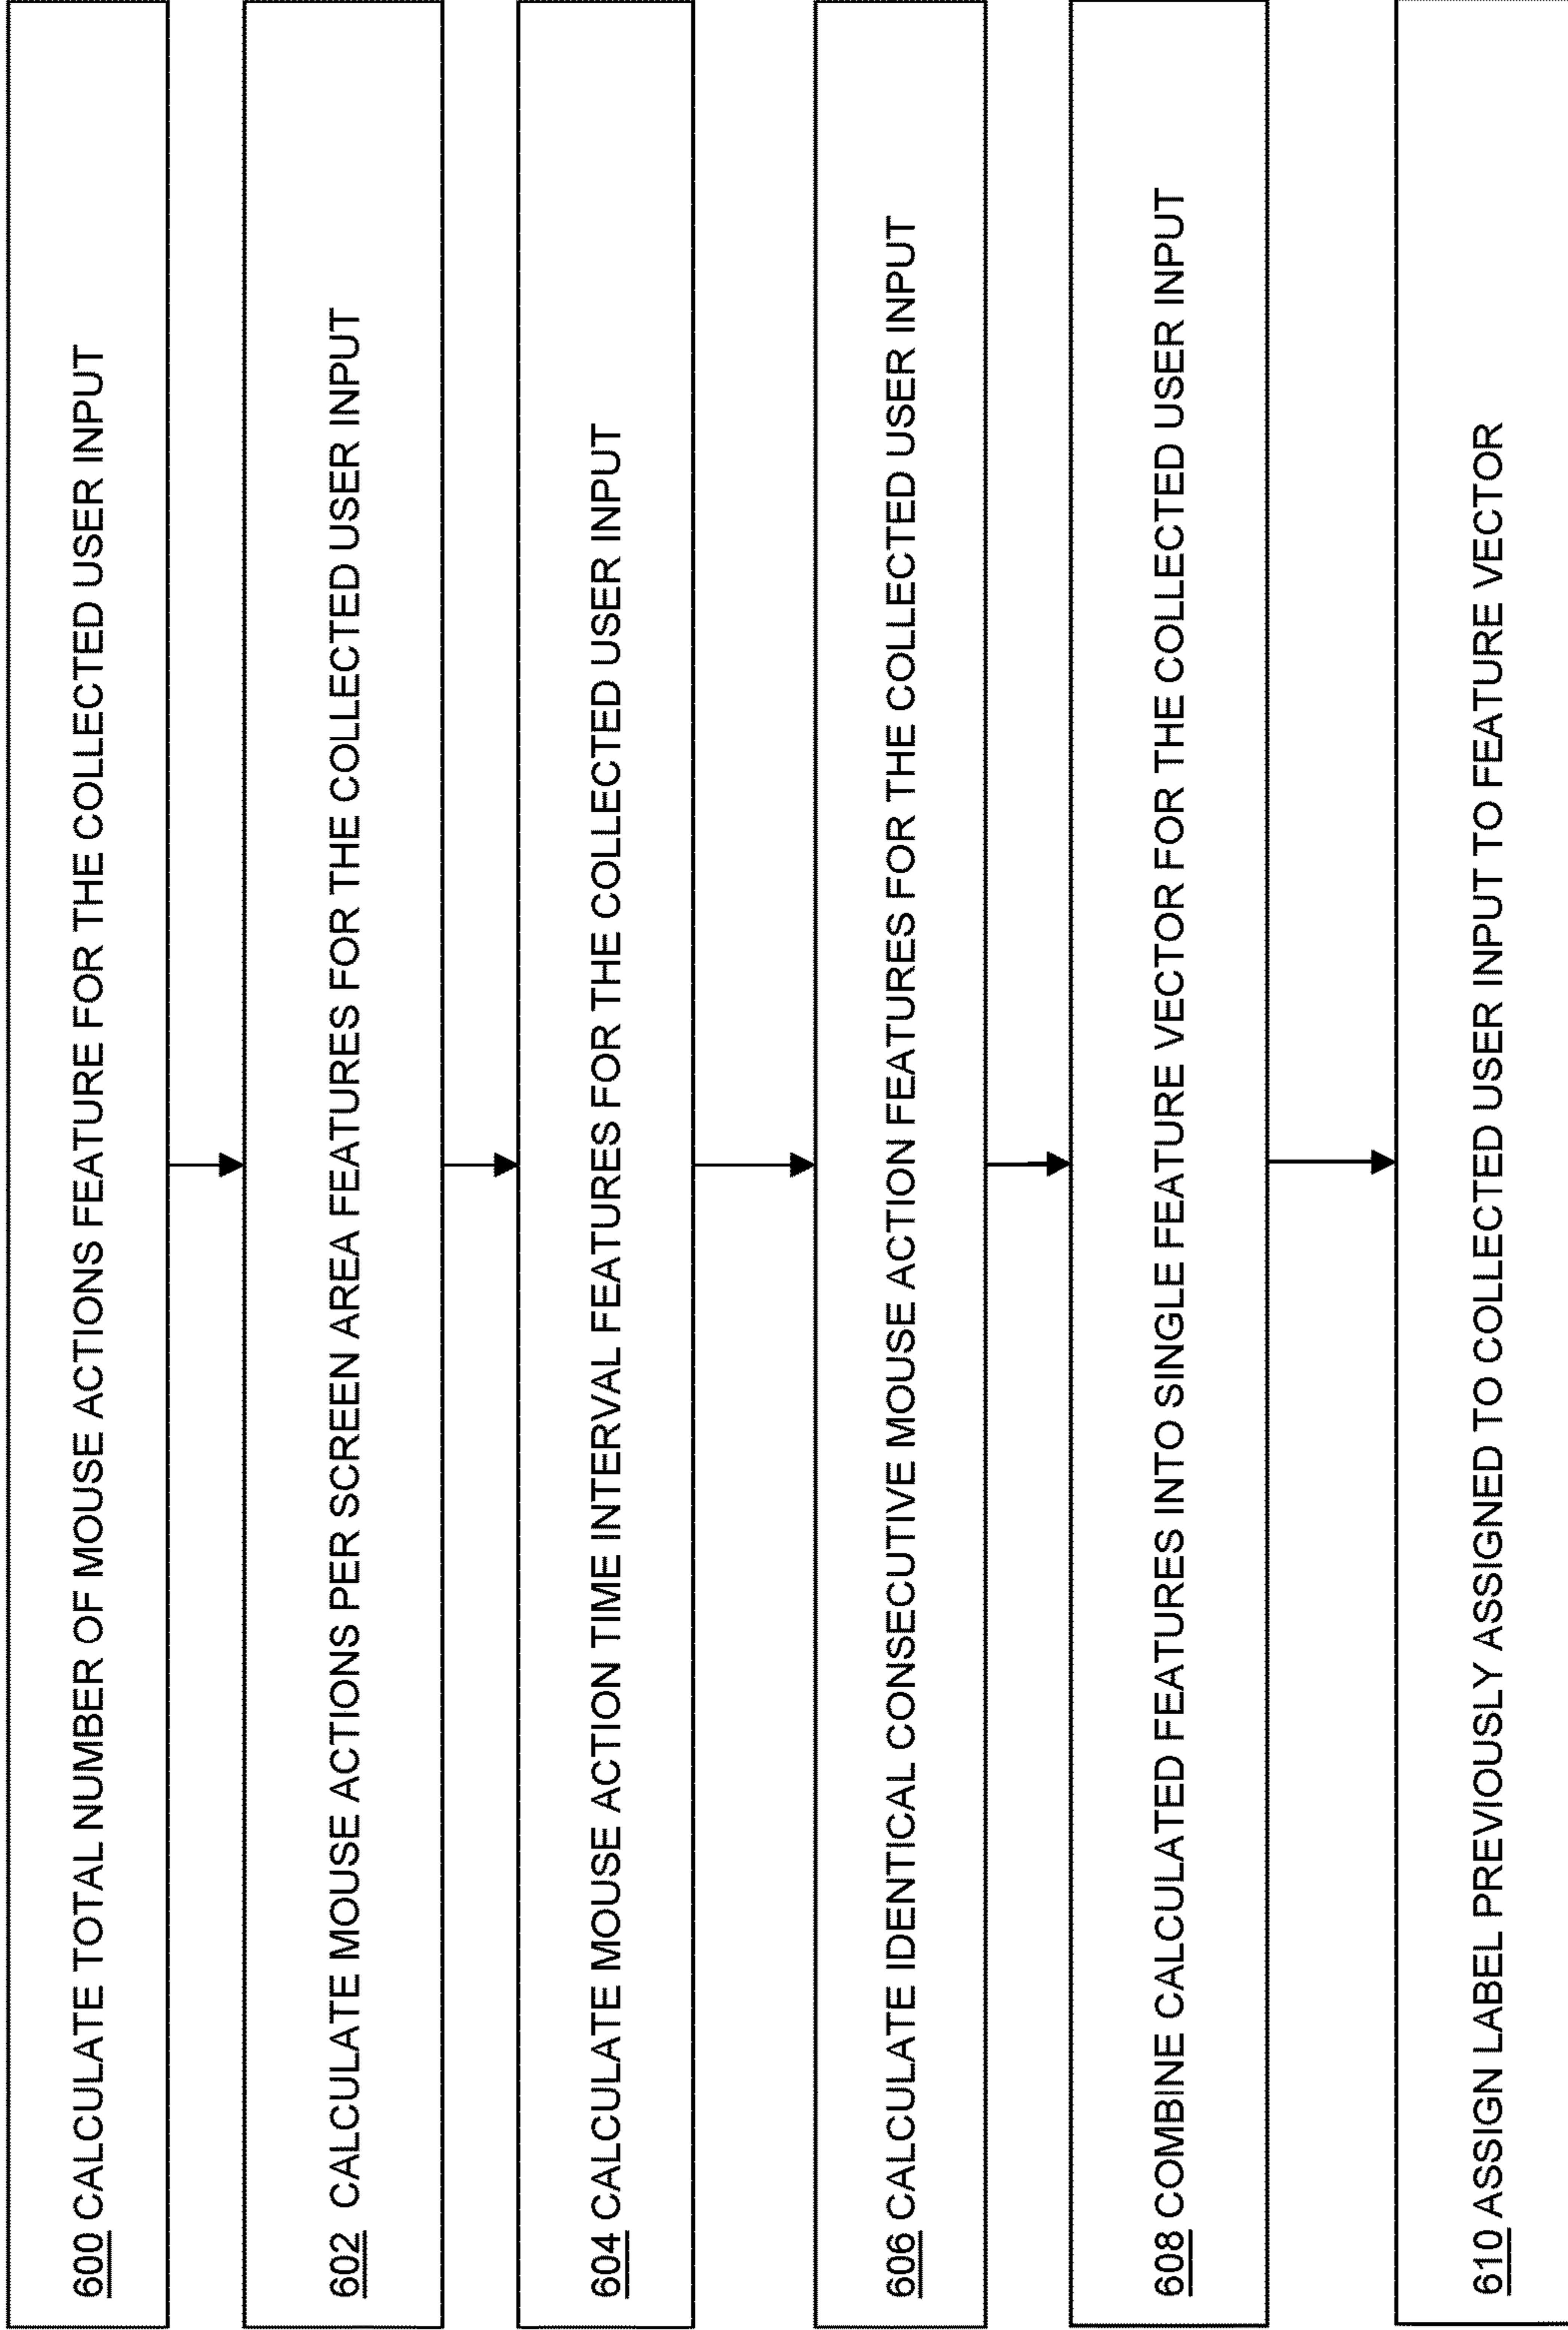 600 CALCULATE TOTAL NUMBER OF MOUSE ACTIONS FEATURE FOR THE COLLECTED USER INPUT
602 CALCULATE MOUSE ACTIONS PER SCREEN AREA FEATURES FOR THE COLLECTED USER INPUT
604 CALCULATE MOUSE ACTION TIME INTERVAL FEATURES FOR THE COLLECTED USER INPUT
606 CALCULATE IDENTICAL CONSECUTIVE MOUSE ACTION FEATURES FOR THE COLLECTED USER INPUT
608 COMBINE CALCULATED FEATURES INTO SINGLE FEATURE VECTOR FOR THE COLLECTED USER INPUT
610 ASSIGN LABEL PREVIOUSLY ASSIGNED TO COLLECTED USER INPUT TO FEATURE VECTOR